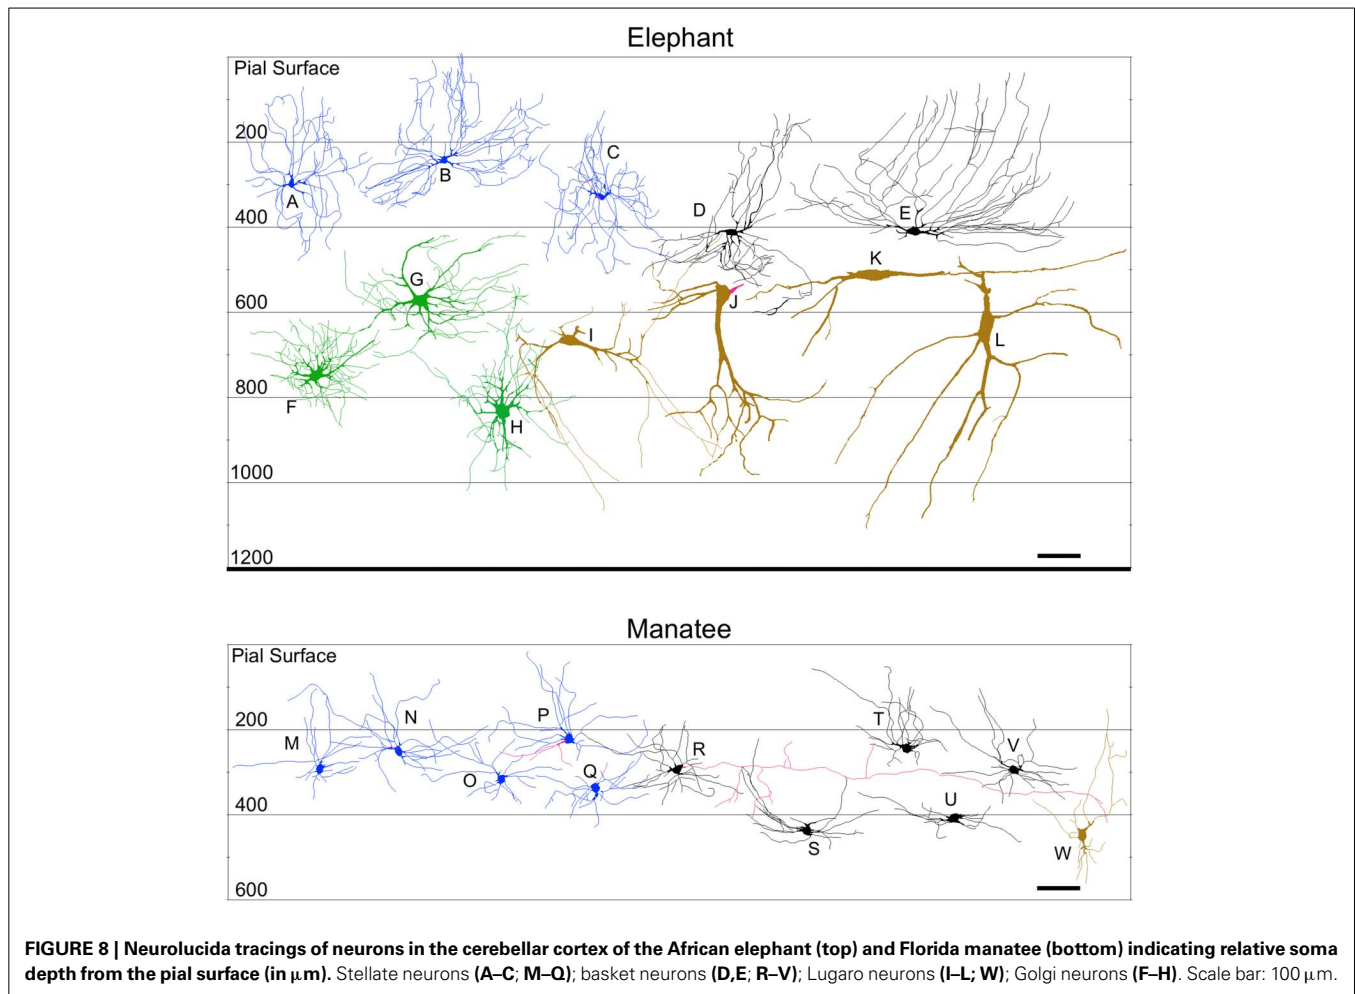 Elephant
Pial Surface
200
400
600
800
1000
1200
A
B
C
D
E
F
G
H
I
J
K
L
Manatee
Pial Surface
200
400
600
M
N
O
P
Q
R
S
T
U
V
W
FIGURE 8 | Neurolucida tracings of neurons in the cerebellar cortex of the African elephant (top) and Florida manatee (bottom) indicating relative soma
depth from the pial surface (in μm). Stellate neurons (A–C; M–Q); basket neurons (D,E; R–V); Lugaro neurons (I–L; W); Golgi neurons (F–H). Scale bar: 100 μm.